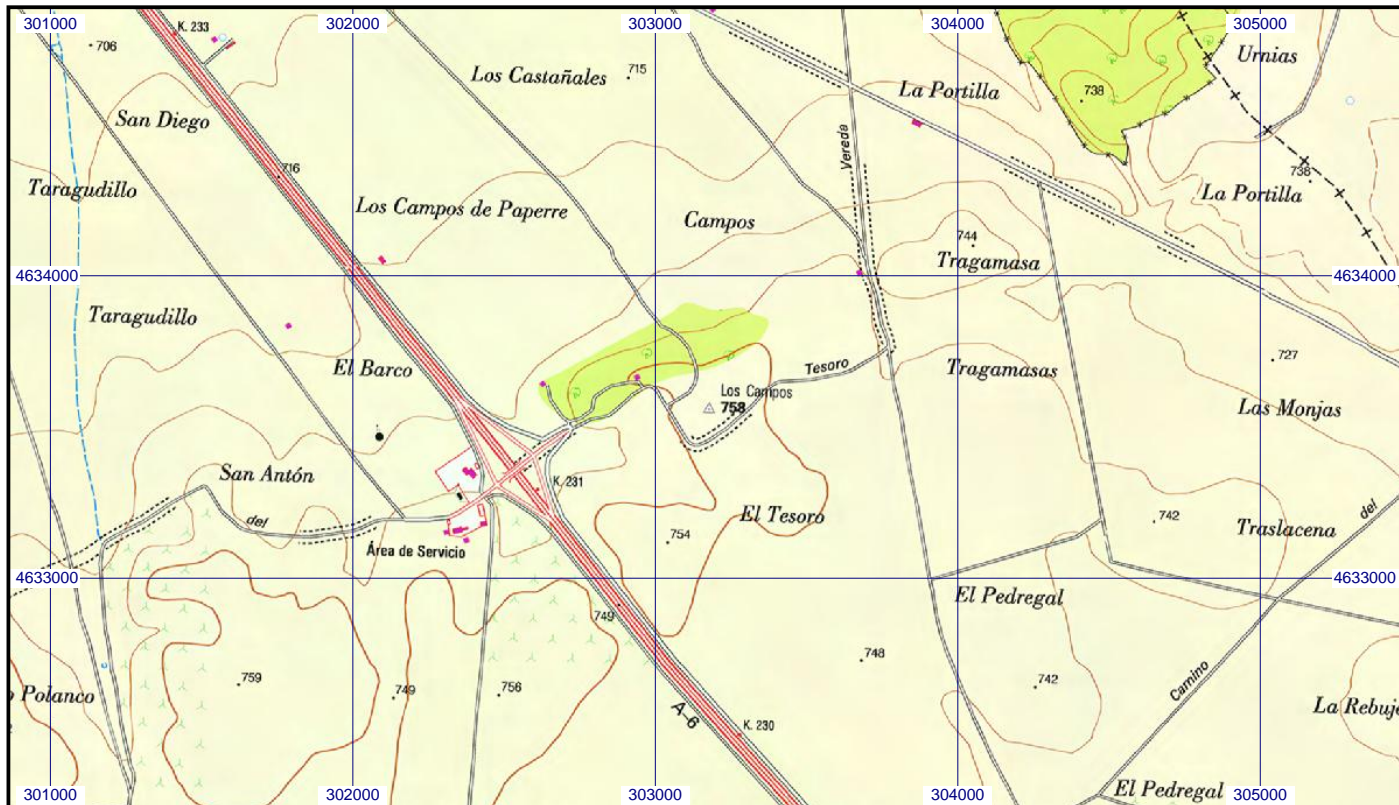 301000 302000 303000 304000 305000
K. 233
706
Los Castañales
715
Urnias
La Portilla
738
San Diego
Vereda
716
738
Taragudillo
La Portilla
Los Campos de Paperre
Campos
744
Tragamasa
4634000 4634000
Taragudillo
El Barco
Tesoro
727
Tragamasas
Los Campos
758
Las Monjas
San Antón
K. 231
del
742
El Tesoro
Traslacena
del
754
Área de Servicio
4633000 4633000
El Pedregal
749
748
759
749
756
742
Camino
Polanco
A-6
K. 230
La Rebuje
El Pedregal
301000 302000 303000 304000 305000